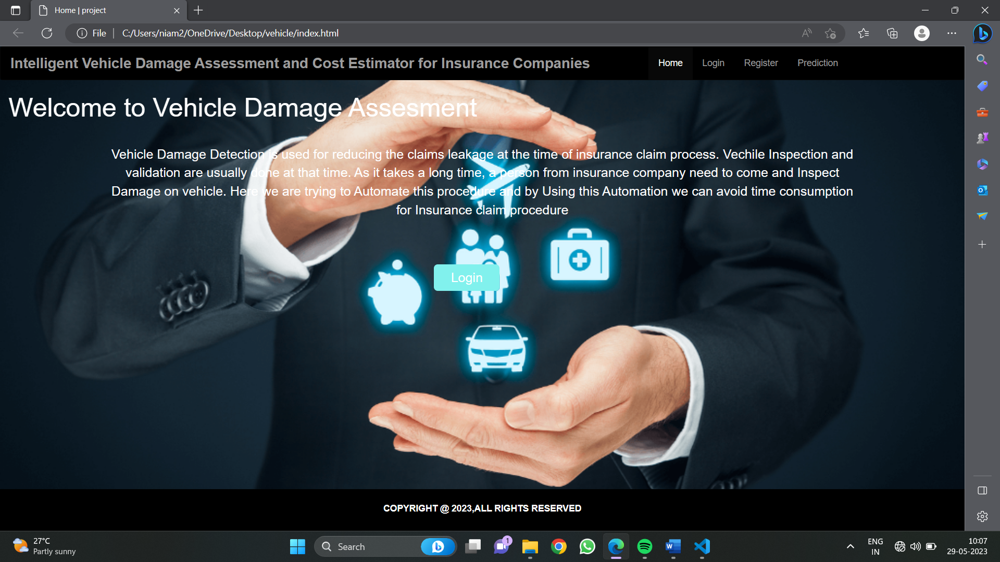 Home | project
File
C:/Users/niam2/OneDrive/Desktop/vehicle/index.html
Intelligent Vehicle Damage Assessment and Cost Estimator for Insurance Companies
Home Login Register Prediction
Welcome to Vehicle Damage Assesment
Vehicle Damage Detection is used for reducing the claims leakage at the time of insurance claim process. Vechile Inspection and
validation are usually done at that time. As it takes a long time, a person from insurance company need to come and Inspect
Damage on vehicle. Here we are trying to Automate this procedure and by Using this Automation we can avoid time consumption
for Insurance claim procedure
Login
COPYRIGHT @ 2023,ALL RIGHTS RESERVED
27°C
Partly sunny
Search
1
ENG
IN
10:07
29-05-2023